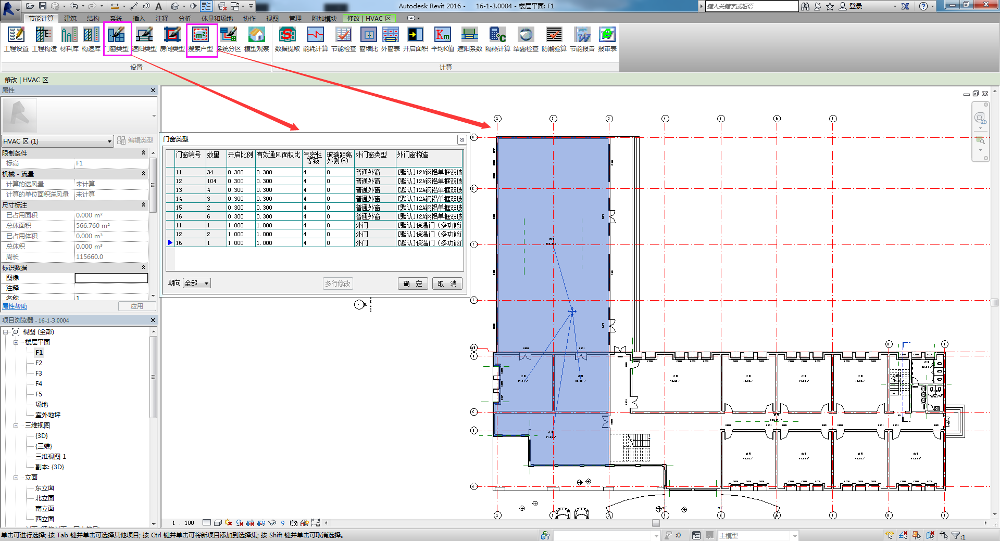 Autodesk Revit 2016 - 16-1-3.0004 - 楼层平面: F1
键入关键字或短语
登录
节能计算 建筑 结构 系统 插入 注释 分析 体量和场地 协作 视图 管理 附加模块 修改 | HVAC 区
工程设置 工程构造 材料库 构造库 门窗类型 遮阳类型 房间类型 搜索户型 系统分区 模型观察 数据提取 能耗计算 节能检查 窗墙比 外窗表 开启面积 平均K值 遮阳系数 隔热计算 结露检查 防潮验算 节能报告 报审表
设置 计算
修改 | HVAC 区
属性
HVAC 区 (1) 编辑类型
限制条件
标高 F1
机械 - 流量
计算的送风量 未计算
计算的单位面积送风量 未计算
尺寸标注
已占用面积 0.000 m²
总体面积 566.760 m²
已占用体积 0.000 m³
总体积 0.000 m³
周长 115660.0
标识数据
图像
注释
名称 1
属性帮助 应用
项目浏览器 - 16-1-3.0004
视图 (全部)
楼层平面
F1
F2
F3
F4
F5
场地
室外地坪
三维视图
{3D}
{三维}
三维视图 1
副本: {3D}
立面
东立面
北立面
南立面
西立面
门窗类型
门窗编号 数量 开启比例 有效通风面积比 气密性等级 玻璃距离外侧(m) 外门窗类型 外门窗构造
11 34 0.300 0.300 4 0 普通外窗 [默认]12A钢铝单框双玻
12 104 0.300 0.300 4 0 普通外窗 [默认]12A钢铝单框双玻
13 4 0.300 0.300 4 0 普通外窗 [默认]12A钢铝单框双玻
14 3 0.300 0.300 4 0 普通外窗 [默认]12A钢铝单框双玻
15 2 0.300 0.300 4 0 普通外窗 [默认]12A钢铝单框双玻
16 6 0.300 0.300 4 0 普通外窗 [默认]12A钢铝单框双玻
11 1 1.000 1.000 4 0 外门 [默认]保温门（多功能门
12 2 1.000 1.000 4 0 外门 [默认]保温门（多功能门
16 1 1.000 1.000 4 0 外门 [默认]保温门（多功能门
朝向 全部 多行修改 确 定 取 消
1 : 100
单击可进行选择; 按 Tab 键并单击可选择其他项目; 按 Ctrl 键并单击可将新项目添加到选择集; 按 Shift 键并单击可取消选择。
:0 主模型 :1